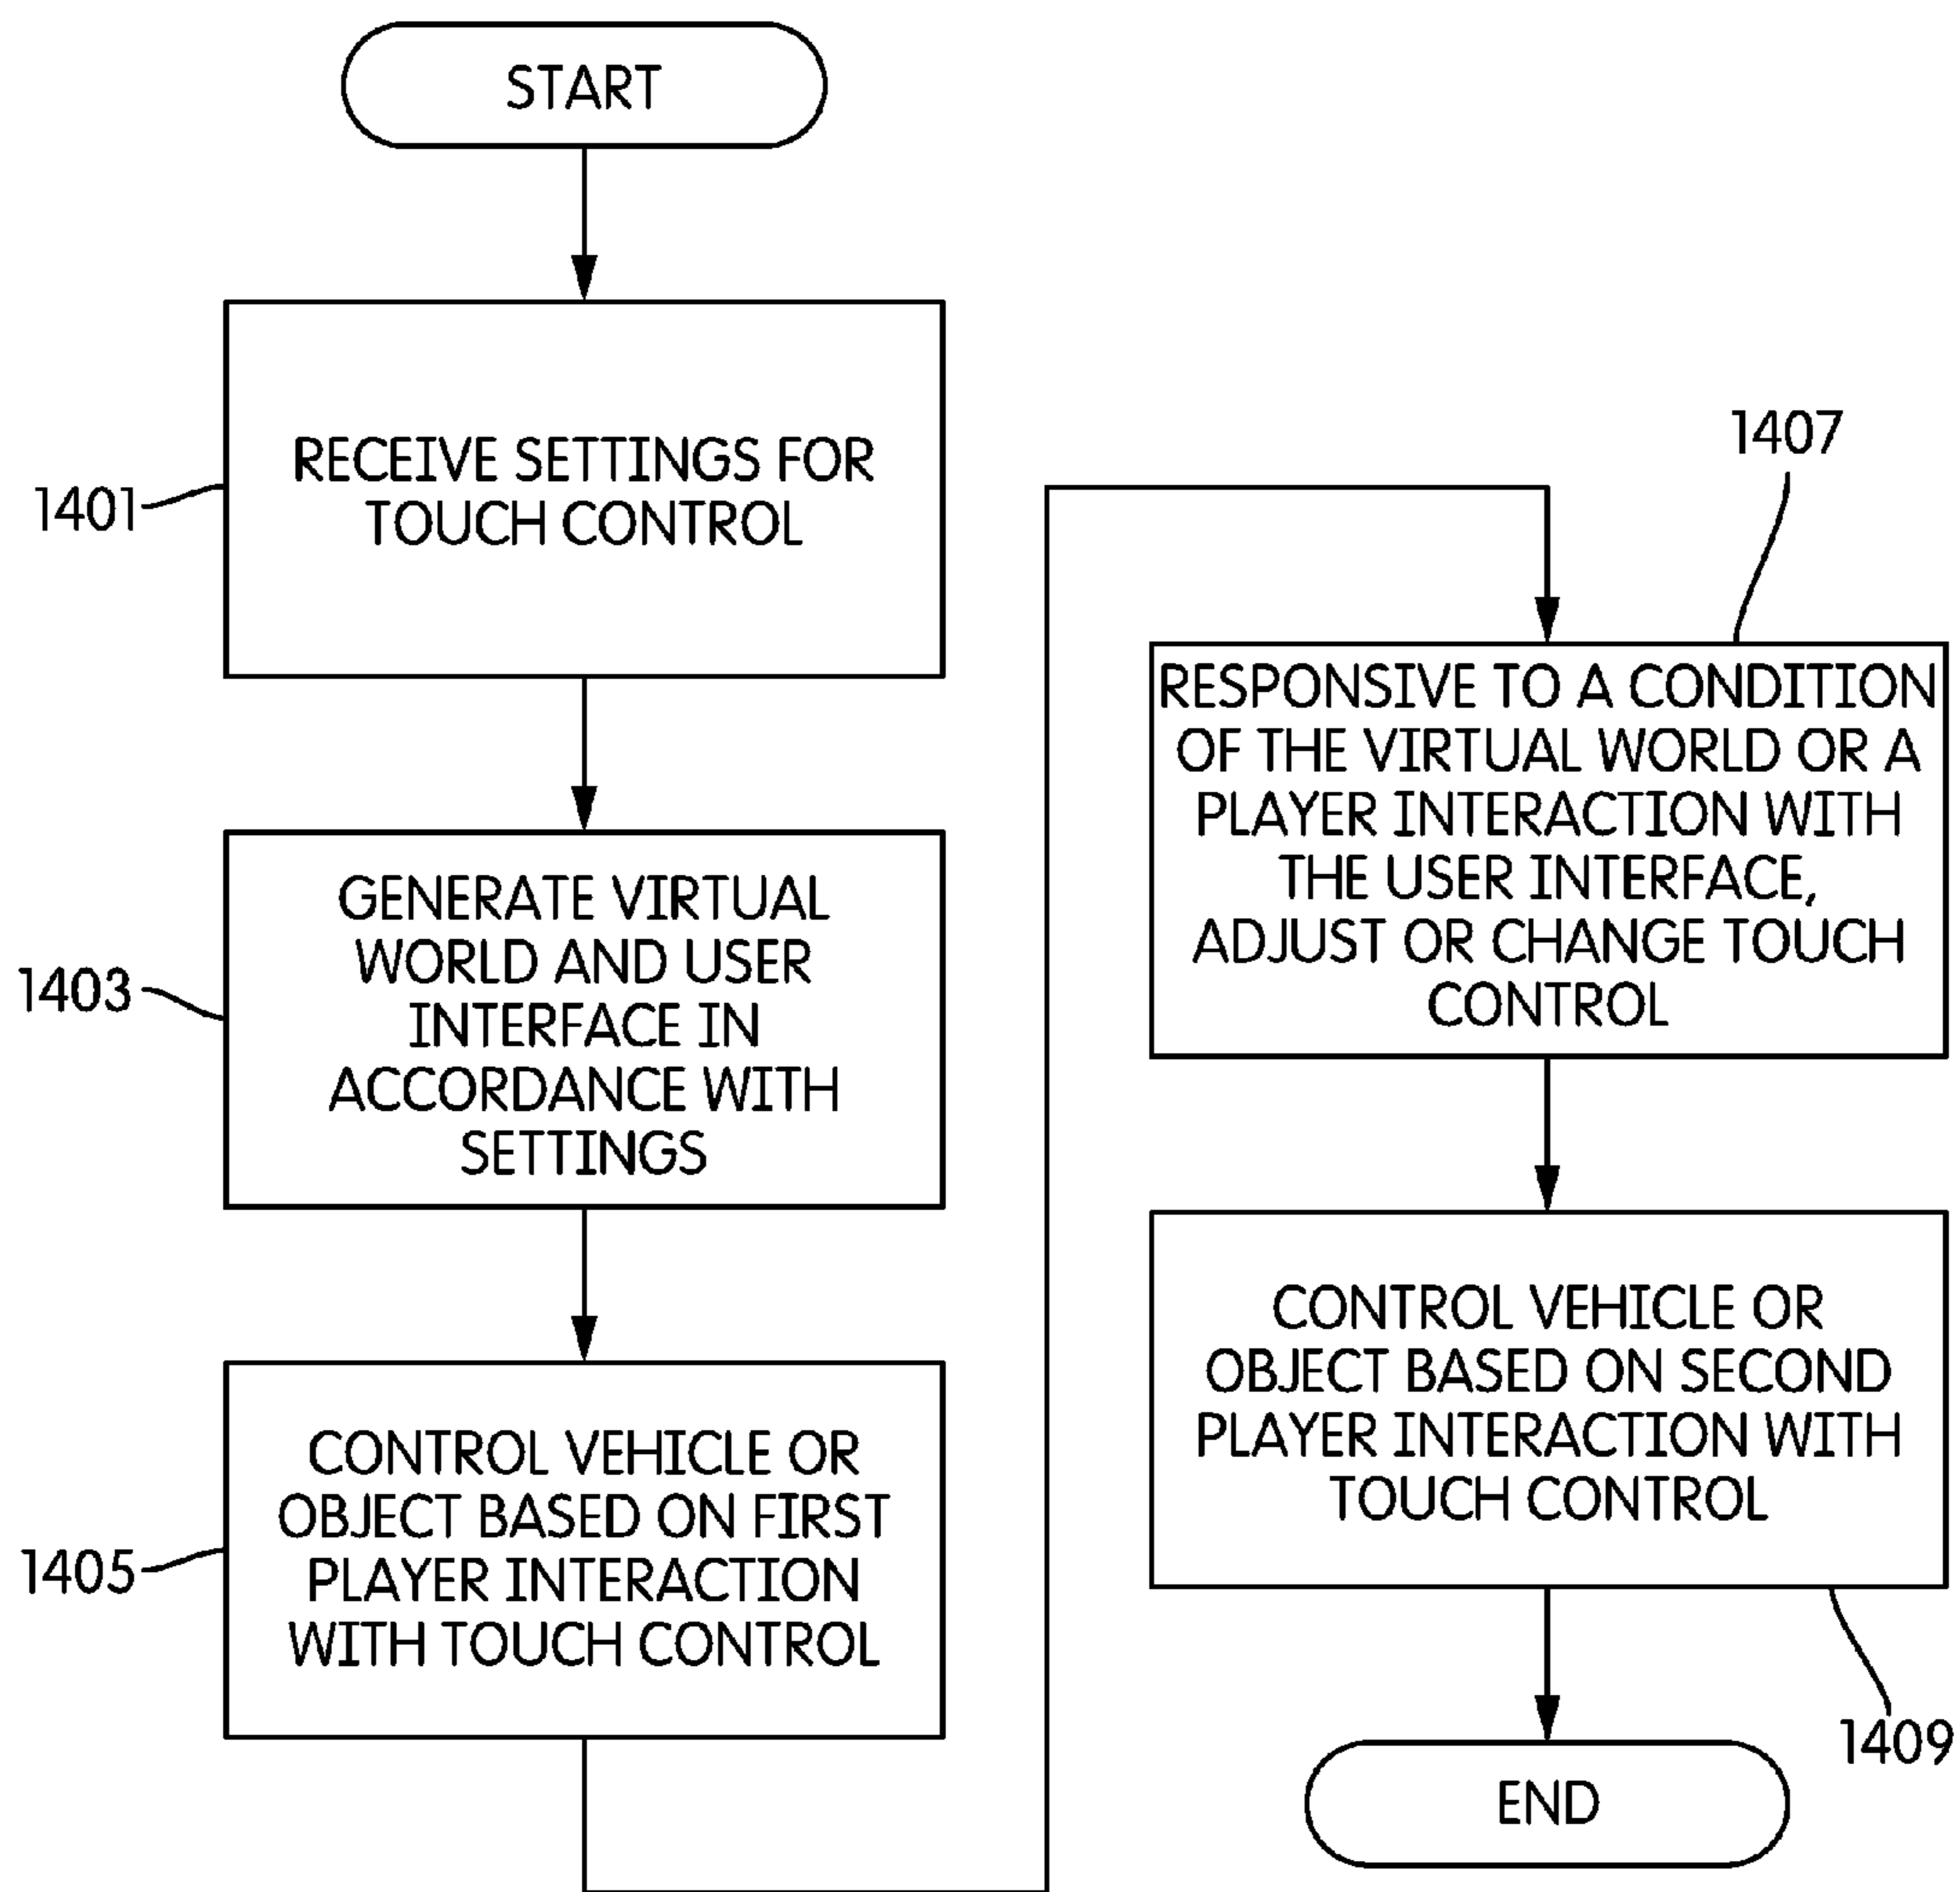 START
1401
RECEIVE SETTINGS FOR
TOUCH CONTROL
1403
GENERATE VIRTUAL
WORLD AND USER
INTERFACE IN
ACCORDANCE WITH
SETTINGS
1405
CONTROL VEHICLE OR
OBJECT BASED ON FIRST
PLAYER INTERACTION
WITH TOUCH CONTROL
1407
RESPONSIVE TO A CONDITION
OF THE VIRTUAL WORLD OR A
PLAYER INTERACTION WITH
THE USER INTERFACE,
ADJUST OR CHANGE TOUCH
CONTROL
CONTROL VEHICLE OR
OBJECT BASED ON SECOND
PLAYER INTERACTION WITH
TOUCH CONTROL
1409
END